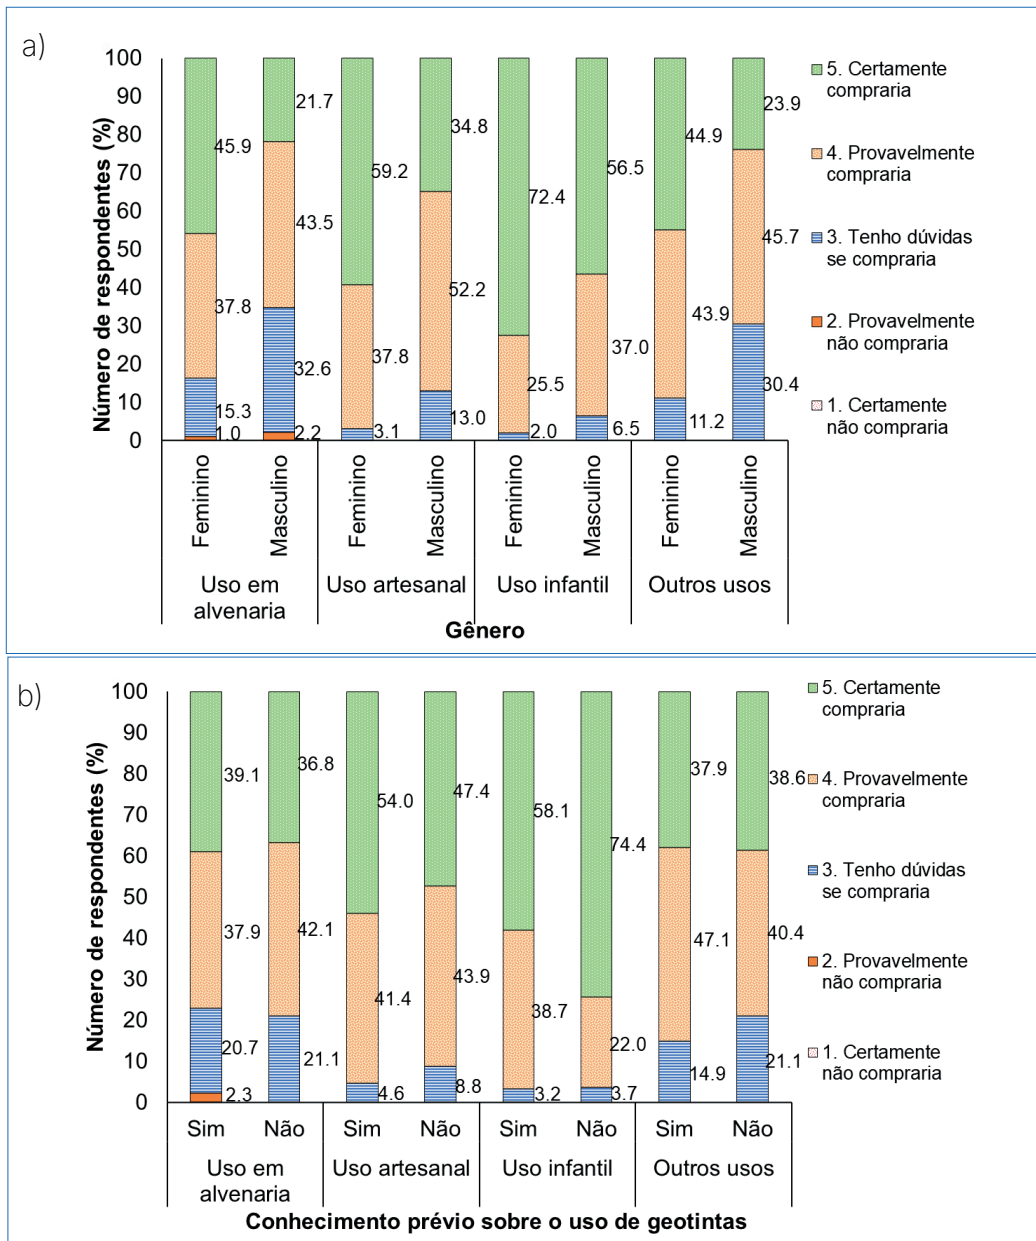 a)
100
90
80
70
60
50
40
30
20
10
0
Número de respondentes (%)
45.9
37.8
15.3
1.0
21.7
43.5
32.6
2.2
59.2
37.8
3.1
34.8
52.2
13.0
72.4
25.5
2.0
56.5
37.0
6.5
44.9
43.9
11.2
23.9
45.7
30.4
Feminino
Masculino
Feminino
Masculino
Feminino
Masculino
Feminino
Masculino
Uso em
alvenaria
Uso artesanal
Uso infantil
Outros usos
Gênero
5. Certamente
compraria
4. Provavelmente
compraria
3. Tenho dúvidas
se compraria
2. Provavelmente
não compraria
1. Certamente
não compraria
b)
100
90
80
70
60
50
40
30
20
10
0
Número de respondentes (%)
39.1
37.9
20.7
2.3
36.8
42.1
21.1
54.0
41.4
4.6
47.4
43.9
8.8
58.1
38.7
3.2
74.4
22.0
3.7
37.9
47.1
14.9
38.6
40.4
21.1
Sim
Não
Sim
Não
Sim
Não
Sim
Não
Uso em
alvenaria
Uso artesanal
Uso infantil
Outros usos
Conhecimento prévio sobre o uso de geotintas
5. Certamente
compraria
4. Provavelmente
compraria
3. Tenho dúvidas
se compraria
2. Provavelmente
não compraria
1. Certamente
não compraria